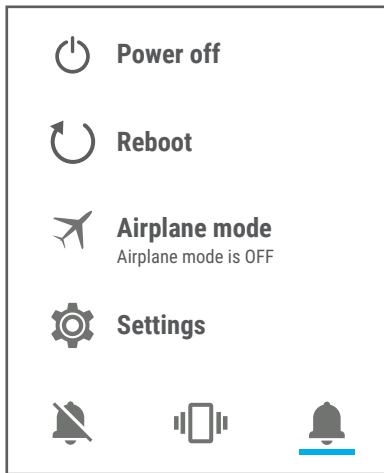 Power off
Reboot
Airplane mode
Airplane mode is OFF
Settings